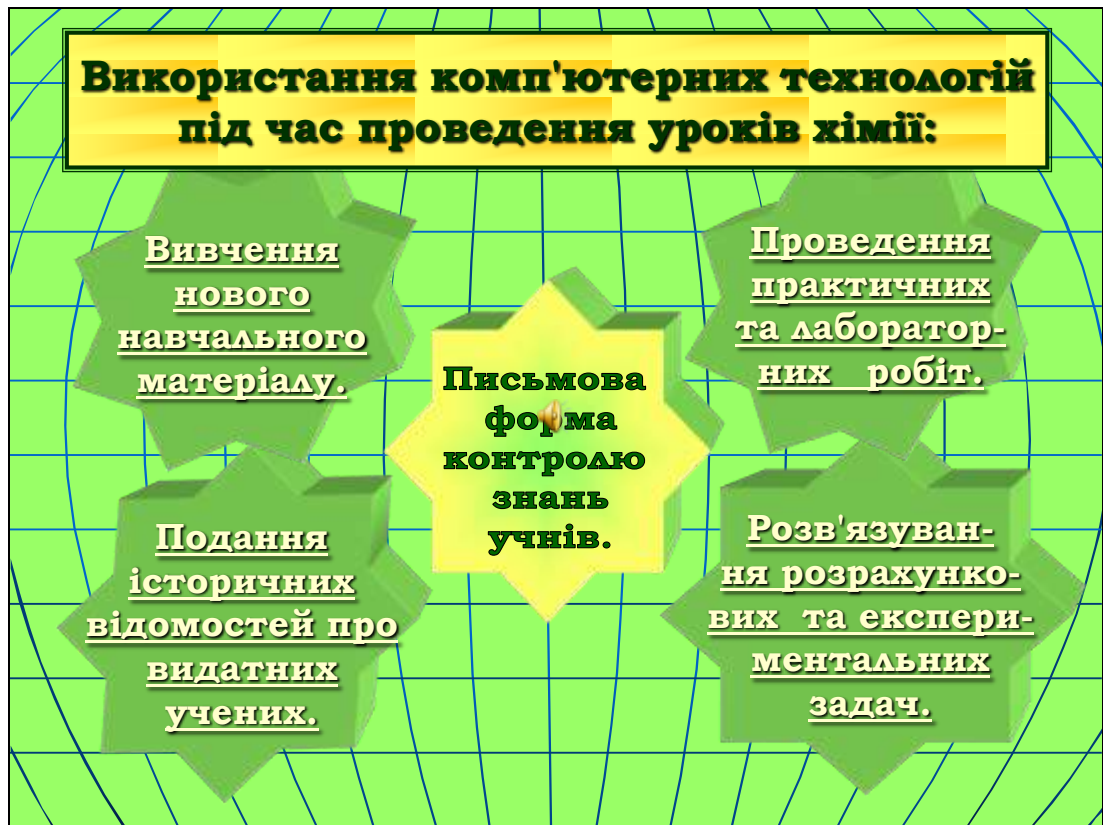 Використання комп'ютерних технологій
під час проведення уроків хімії:
Вивчення
нового
навчального
матеріалу.
Проведення
практичних
та лаборатор-
них робіт.
Письмова
форма
контролю
знань
учнів.
Подання
історичних
відомостей про
видатних
учених.
Розв'язуван-
ня розрахунко-
вих та експери-
ментальних
задач.